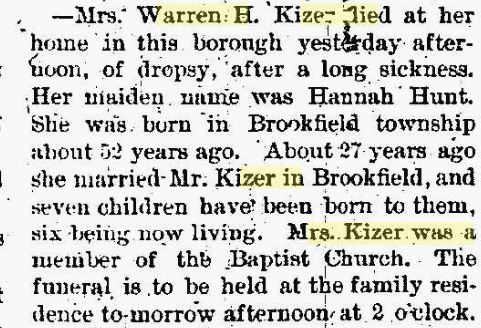 —Mrs. Warren H. Kizer died at her
home in this borough yesterday after-
noon, of dropsy, after a long sickness.
Her maiden name was Hannah Hunt.
She was born in Brookfield township
about 52 years ago. About 27 years ago
she married Mr. Kizer in Brookfield, and
seven children have been born to them,
six being now living. Mrs. Kizer was a
member of the Baptist Church. The
funeral is to be held at the family resi-
dence to-morrow afternoon at 2 o'clock.